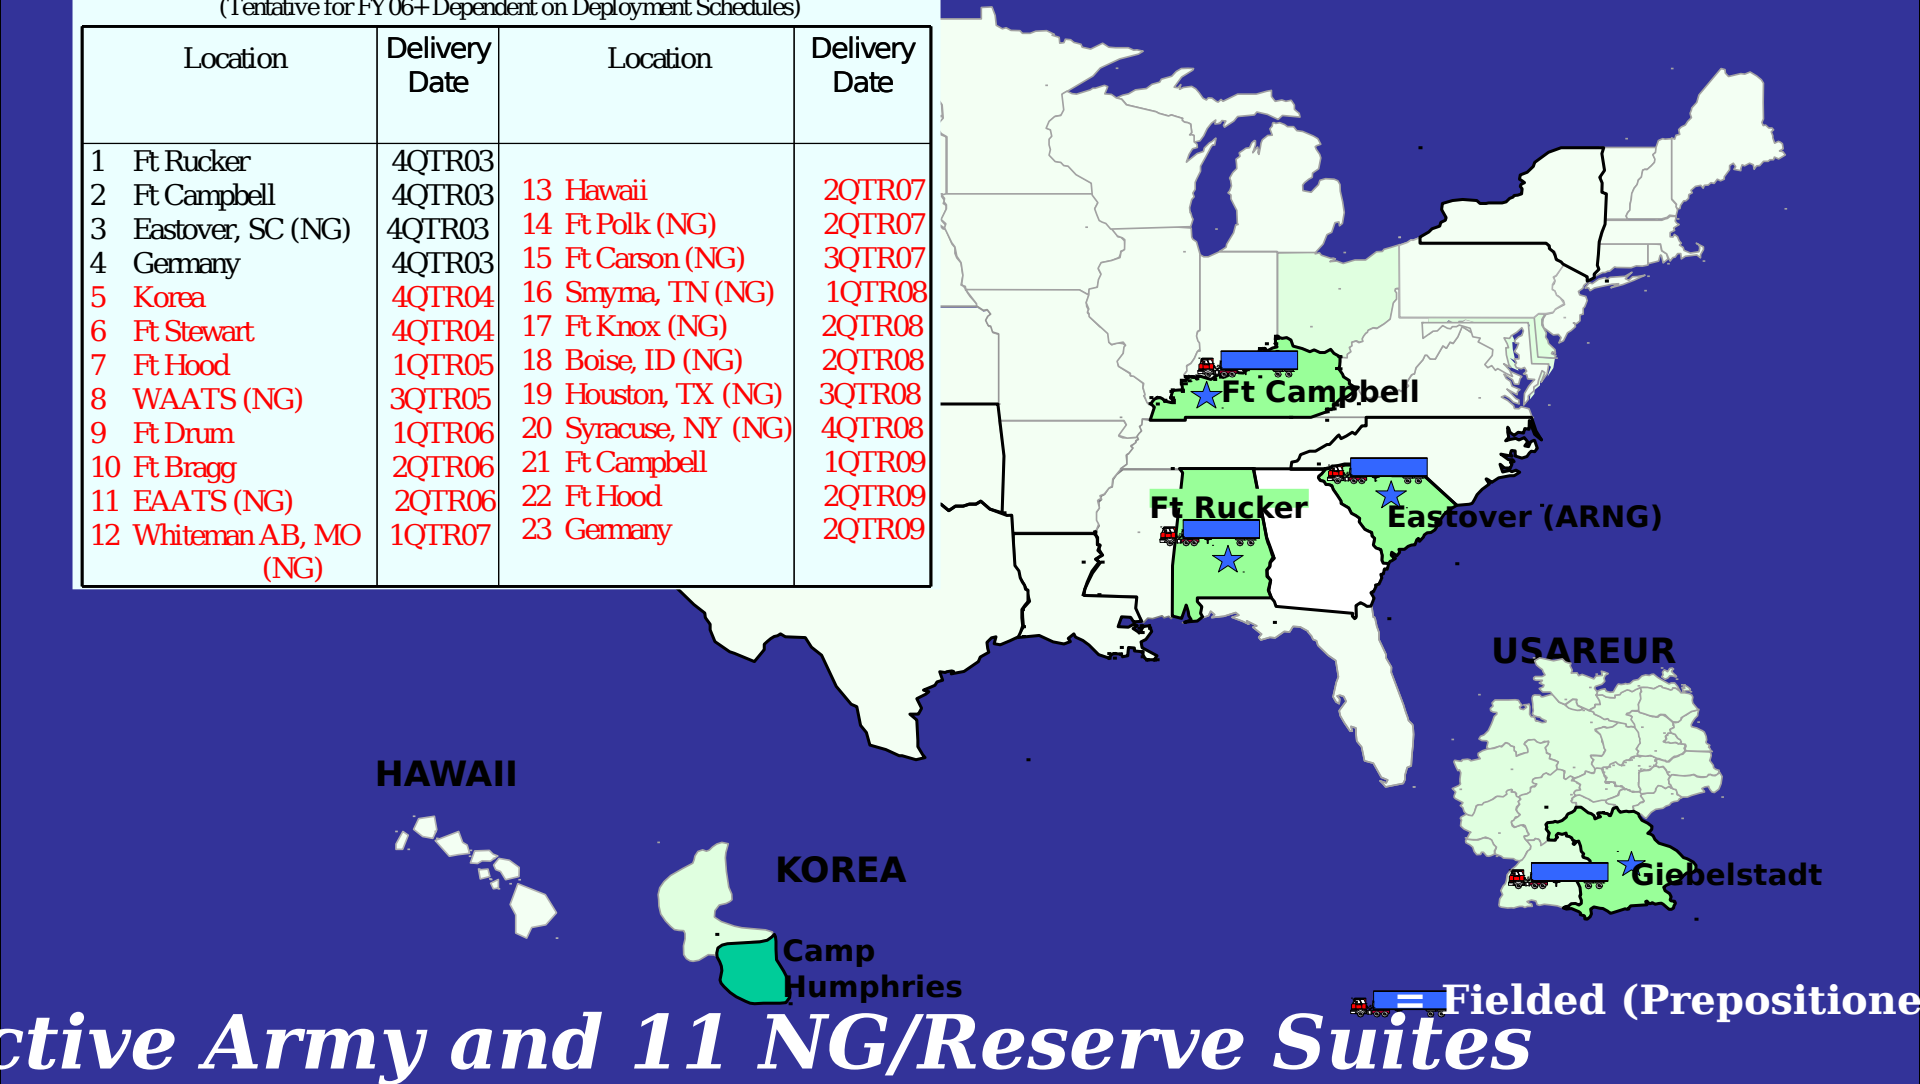 (Tentative for FY 06+ Dependent on Deployment Schedules)
Location Delivery Date Location Delivery Date
1 Ft Rucker 4QTR03
2 Ft Campbell 4QTR03
3 Eastover, SC (NG) 4QTR03
4 Germany 4QTR03
5 Korea 4QTR04
6 Ft Stewart 4QTR04
7 Ft Hood 1QTR05
8 WAATS (NG) 3QTR05
9 Ft Drum 1QTR06
10 Ft Bragg 2QTR06
11 EAATS (NG) 2QTR06
12 Whiteman AB, MO 1QTR07
(NG)
13 Hawaii 2QTR07
14 Ft Polk (NG) 2QTR07
15 Ft Carson (NG) 3QTR07
16 Smyrna, TN (NG) 1QTR08
17 Ft Knox (NG) 2QTR08
18 Boise, ID (NG) 2QTR08
19 Houston, TX (NG) 3QTR08
20 Syracuse, NY (NG) 4QTR08
21 Ft Campbell 1QTR09
22 Ft Hood 2QTR09
23 Germany 2QTR09
Ft Campbell
Ft Rucker
Eastover (ARNG)
USAREUR
HAWAII
KOREA
Giebelstadt
Camp
Humphries
= Fielded (Prepositione
ctive Army and 11 NG/Reserve Suites